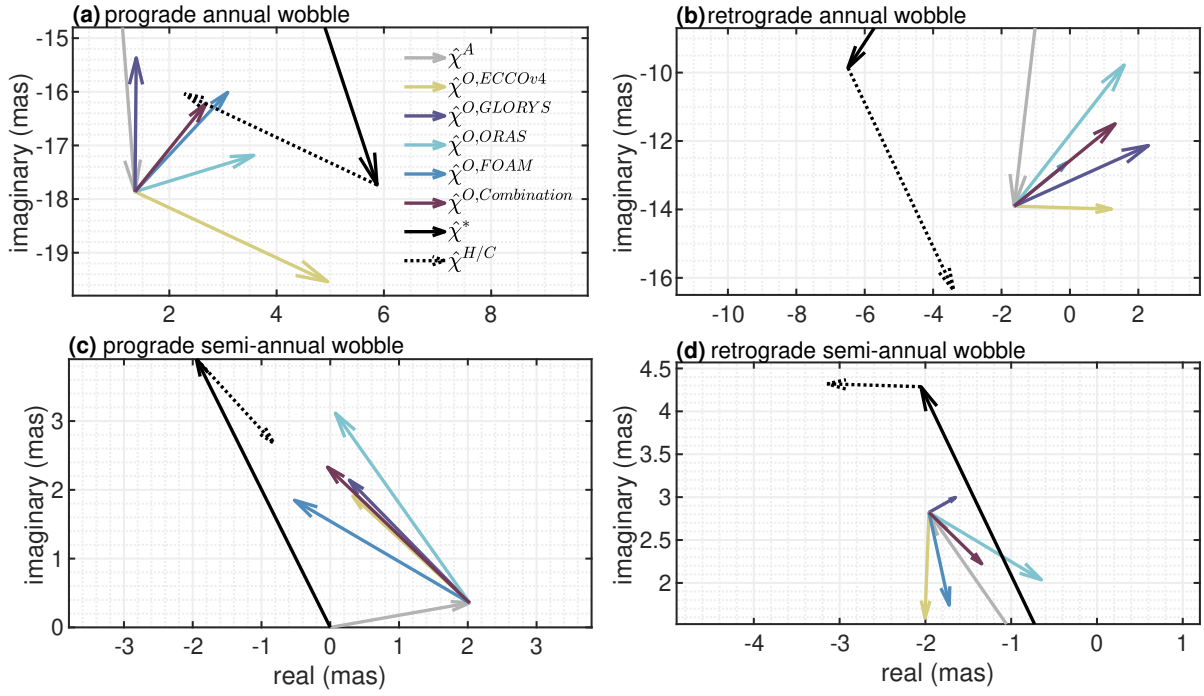 (a) prograde annual wobble
-15
-16
-17
-18
-19
imaginary (mas)
2 4 6 8
χ̂^A
χ̂^{O,ECCOv4}
χ̂^{O,GLORYS}
χ̂^{O,ORAS}
χ̂^{O,FOAM}
χ̂^{O,Combination}
χ̂^*
χ̂^{H/C}
(b) retrograde annual wobble
-10
-12
-14
-16
imaginary (mas)
-10 -8 -6 -4 -2 0 2
(c) prograde semi-annual wobble
3
2
1
0
imaginary (mas)
-3 -2 -1 0 1 2 3
real (mas)
(d) retrograde semi-annual wobble
4.5
4
3.5
3
2.5
2
imaginary (mas)
-4 -3 -2 -1 0 1
real (mas)